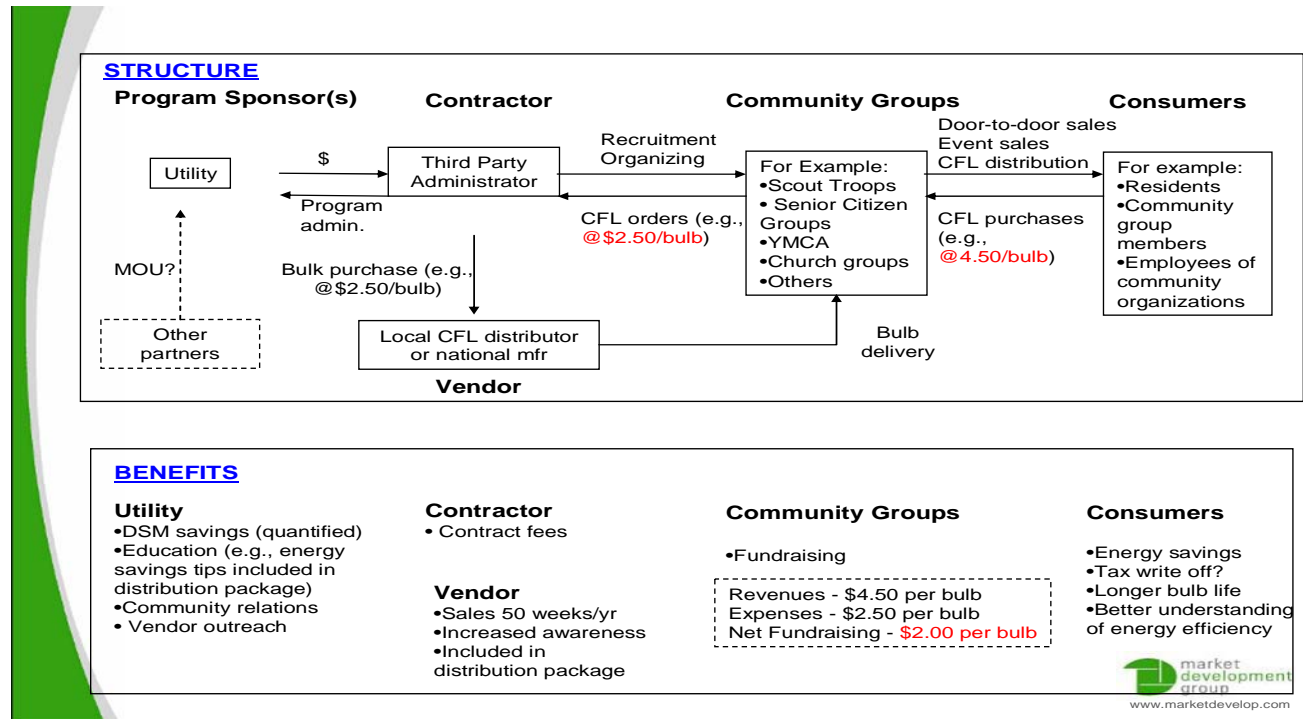 STRUCTURE
Program Sponsor(s)
Contractor
Community Groups
Consumers
Utility
$
Program
admin.
MOU?
Other
partners
Third Party
Administrator
Bulk purchase (e.g.,
@$2.50/bulb)
Local CFL distributor
or national mfr
Vendor
Recruitment
Organizing
CFL orders (e.g.,
@$2.50/bulb)
For Example:
•Scout Troops
• Senior Citizen
Groups
•YMCA
•Church groups
•Others
Bulb
delivery
Door-to-door sales
Event sales
CFL distribution
CFL purchases
(e.g.,
@4.50/bulb)
For example:
•Residents
•Community
group
members
•Employees of
community
organizations
BENEFITS
Utility
•DSM savings (quantified)
•Education (e.g., energy
savings tips included in
distribution package)
•Community relations
• Vendor outreach
Contractor
• Contract fees
Vendor
•Sales 50 weeks/yr
•Increased awareness
•Included in
distribution package
Community Groups
•Fundraising
Revenues - $4.50 per bulb
Expenses - $2.50 per bulb
Net Fundraising - $2.00 per bulb
Consumers
•Energy savings
•Tax write off?
•Longer bulb life
•Better understanding
of energy efficiency
market
development
group
www.marketdevelop.com